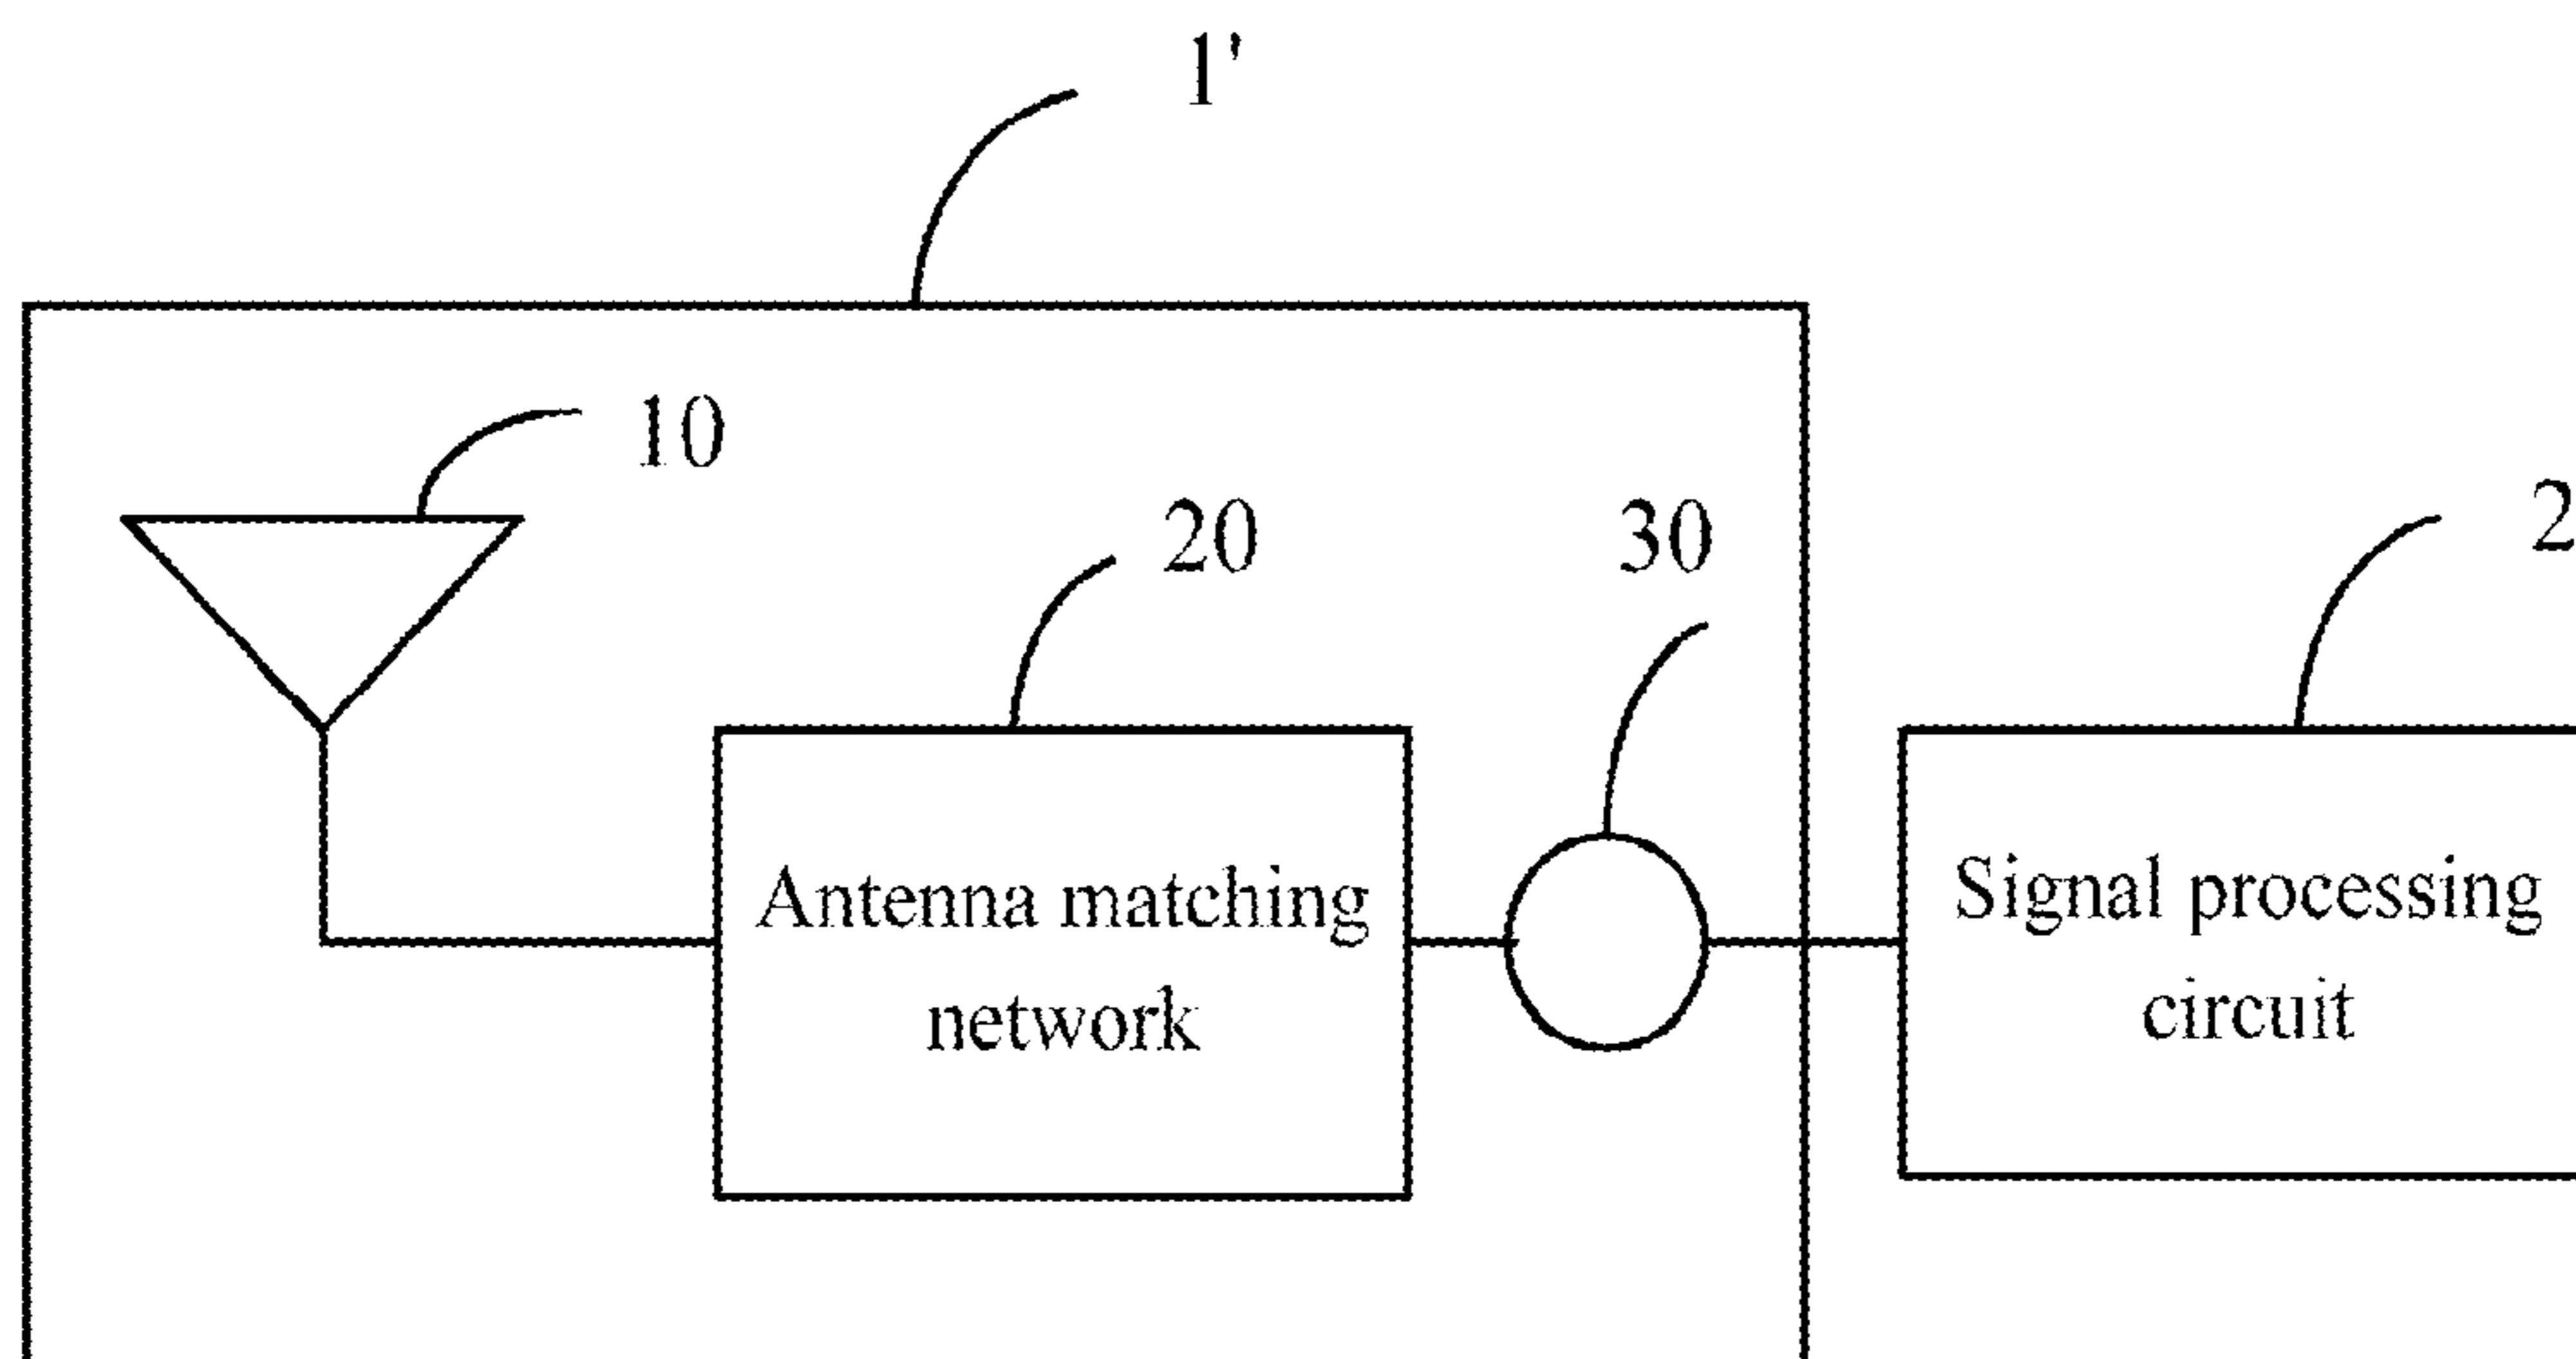 1'
10
20
30
2
Antenna matching
network
Signal processing
circuit